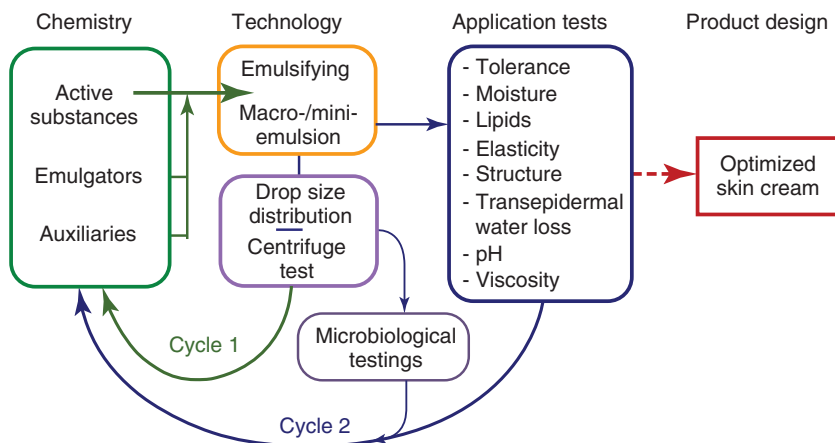 Chemistry
Technology
Application tests
Product design
Active
substances
Emulgators
Auxiliaries
Emulsifying
Macro-/mini-
emulsion
Drop size
distribution
Centrifuge
test
Microbiological
testings
- Tolerance
- Moisture
- Lipids
- Elasticity
- Structure
- Transepidermal
water loss
- pH
- Viscosity
Optimized
skin cream
Cycle 1
Cycle 2